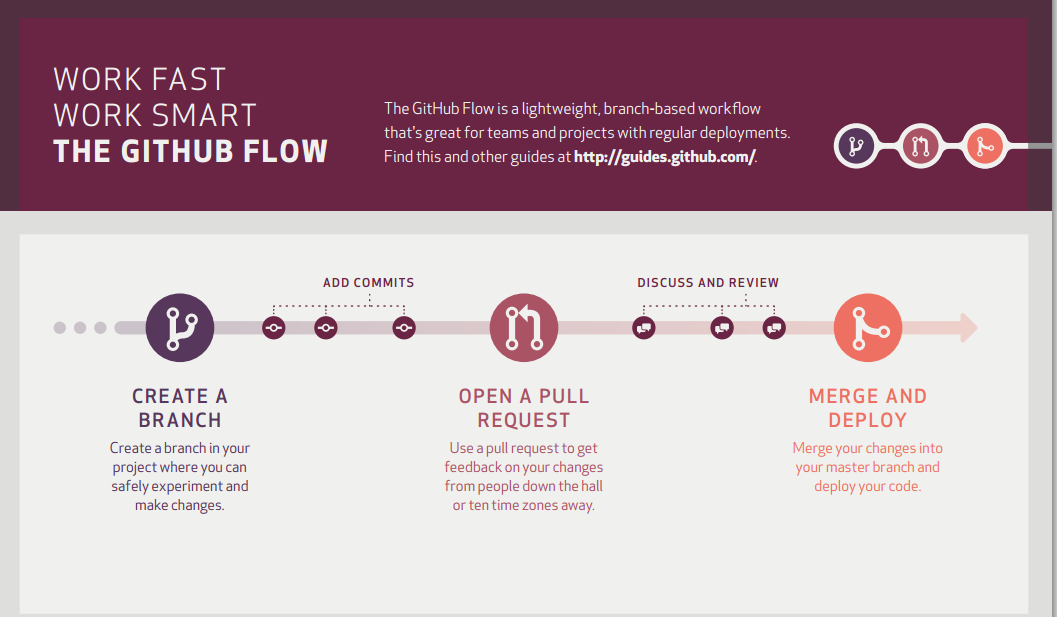 WORK FAST
WORK SMART
THE GITHUB FLOW
The GitHub Flow is a lightweight, branch-based workflow
that's great for teams and projects with regular deployments.
Find this and other guides at http://guides.github.com/.
ADD COMMITS
DISCUSS AND REVIEW
CREATE A
BRANCH
Create a branch in your
project where you can
safely experiment and
make changes.
OPEN A PULL
REQUEST
Use a pull request to get
feedback on your changes
from people down the hall
or ten time zones away.
MERGE AND
DEPLOY
Merge your changes into
your master branch and
deploy your code.